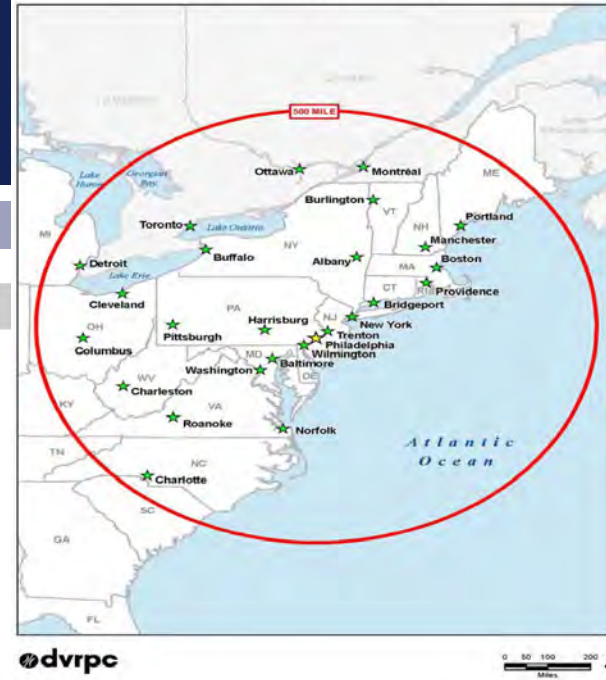 500 MILE
ME
Ottawa
Montréal
Lake
Huron
Georgian
Bay
Burlington
VT
Portland
Toronto
Lake Ontario
NH
MI
NY
Manchester
Buffalo
Albany
MA
Boston
Detroit
Lake Erie
CT
RI
Providence
Cleveland
Bridgeport
PA
NJ
New York
OH
Pittsburgh
Harrisburg
Trenton
Philadelphia
Columbus
Wilmington
MD
Baltimore
Washington
DE
WV
Charleston
KY
VA
Roanoke
Norfolk
Atlantic
Ocean
TN
NC
Charlotte
SC
GA
FL
dvrpc
0 50 100 200
Miles